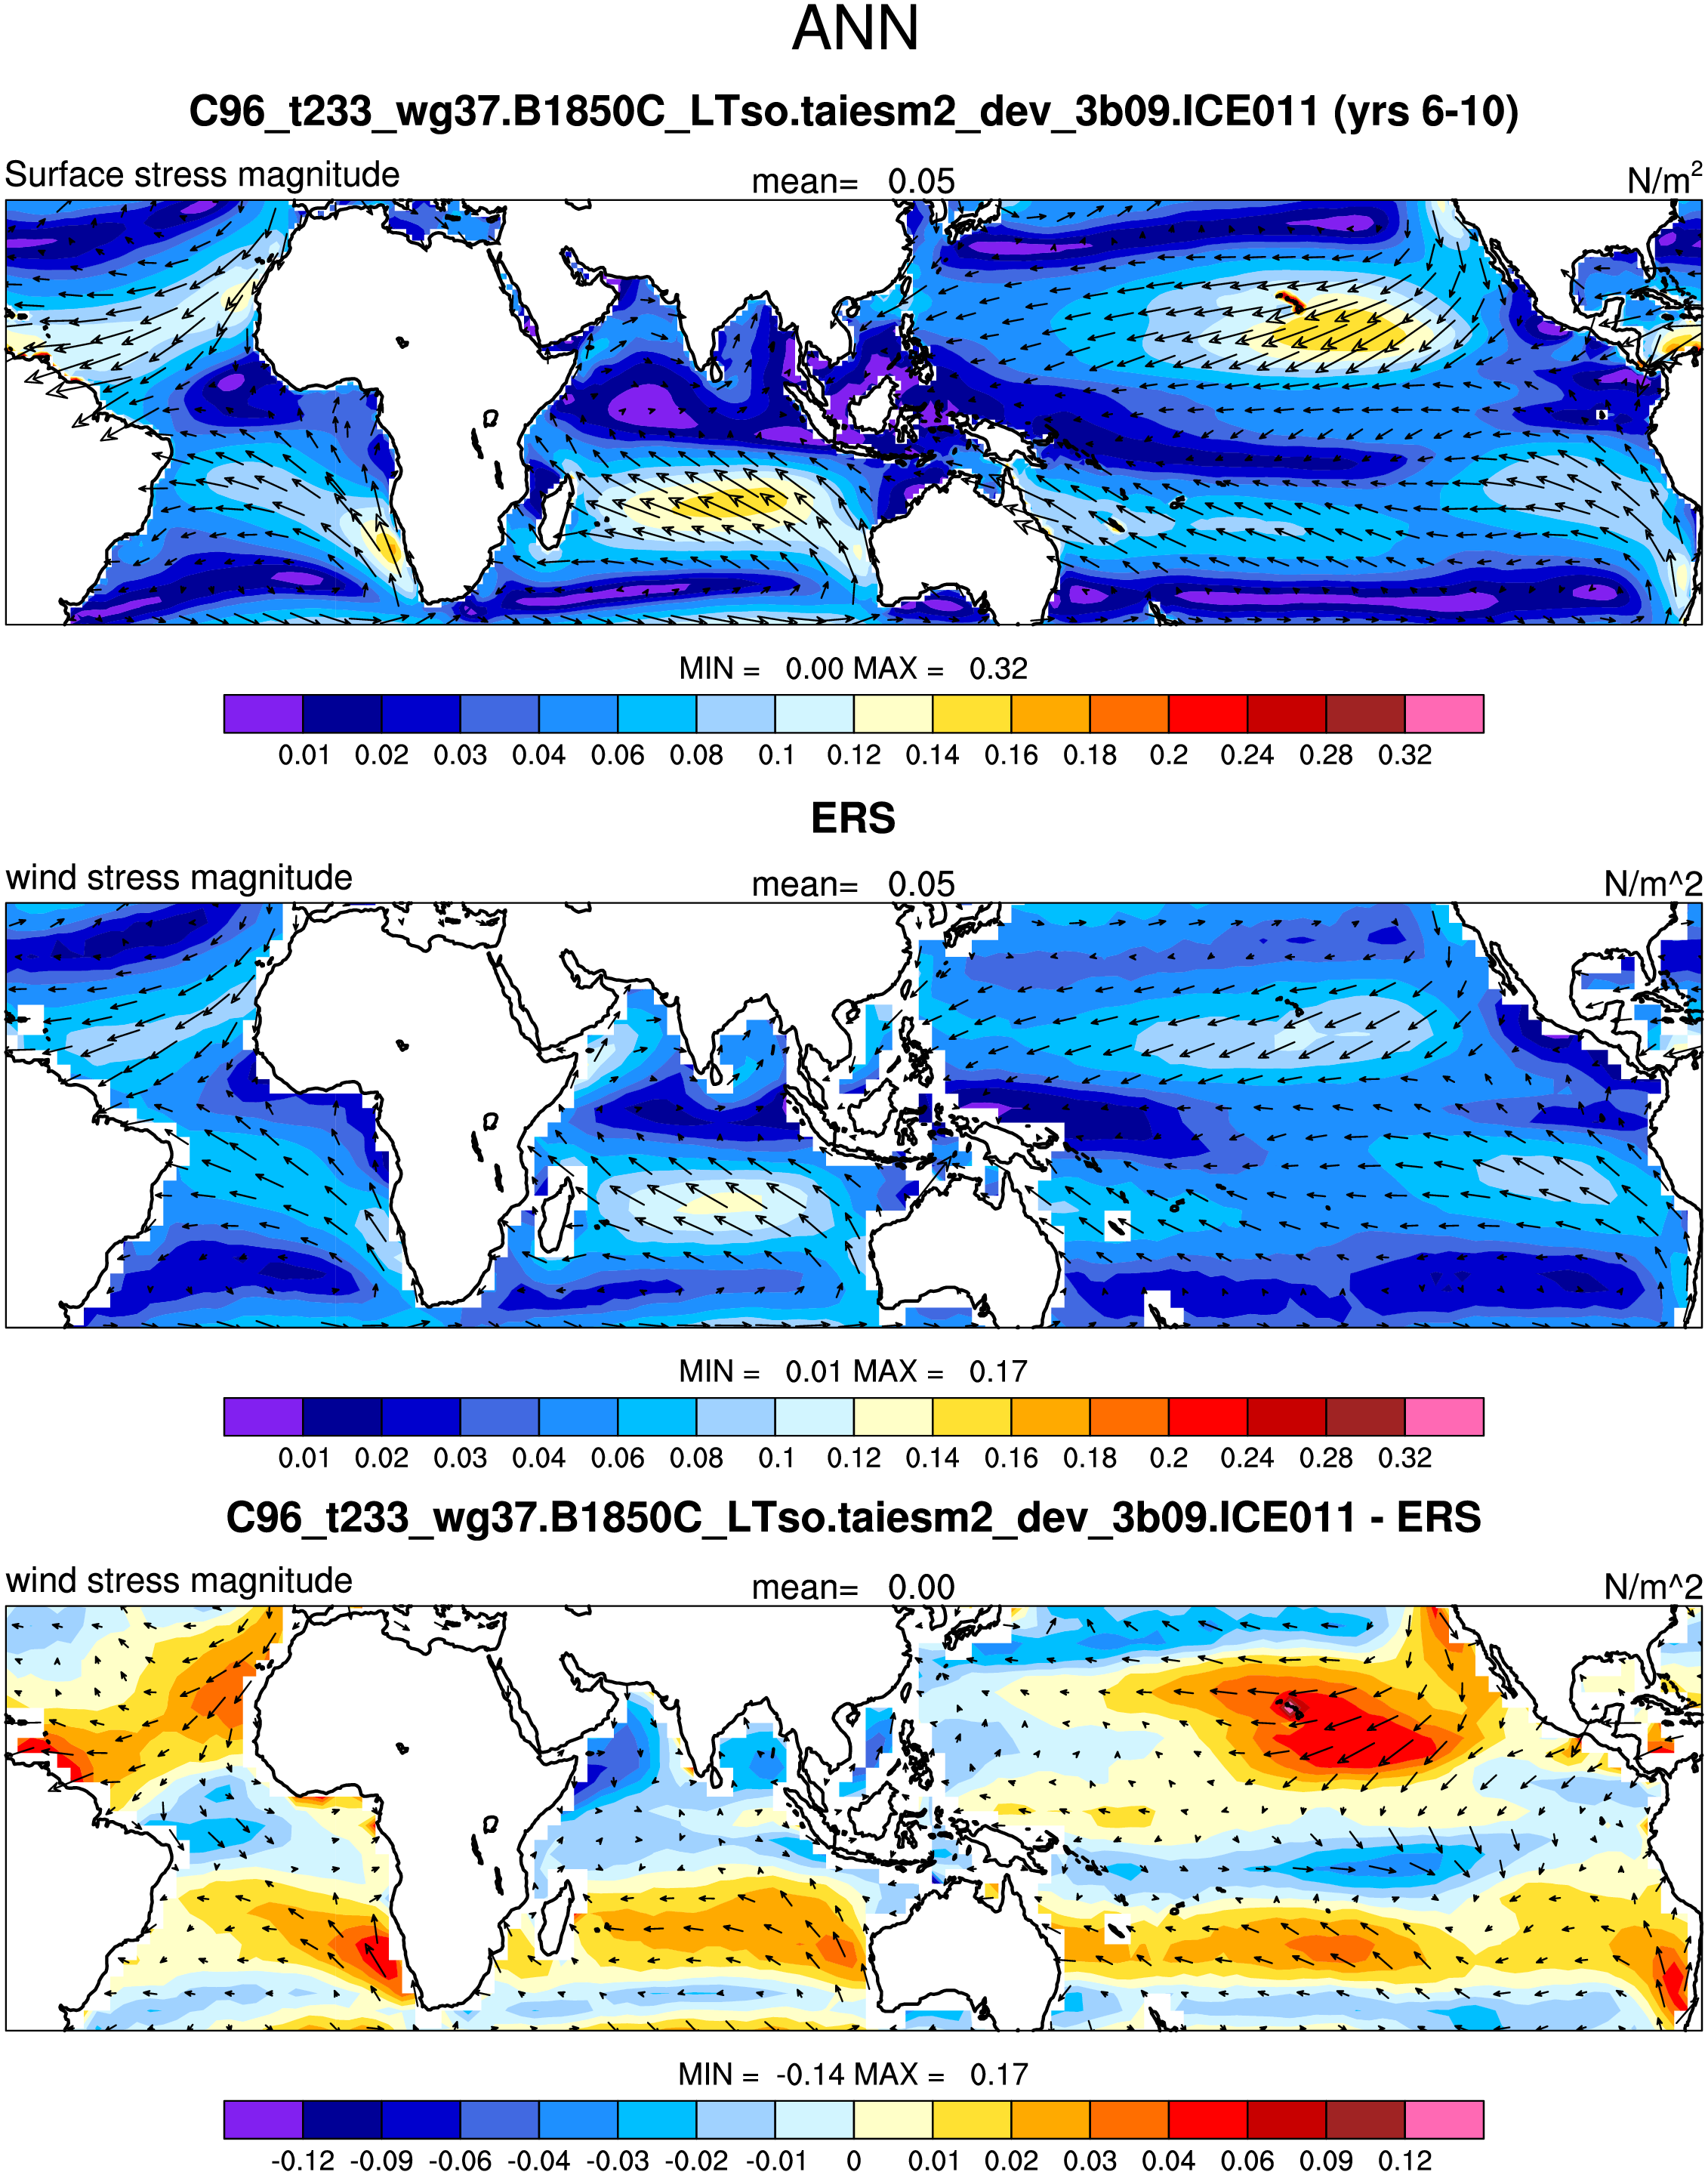 ANN
C96_t233_wg37.B1850C_LTso.taiesm2_dev_3b09.ICE011 (yrs 6-10)
Surface stress magnitude mean= 0.05 N/m²
MIN = 0.00 MAX = 0.32
0.01 0.02 0.03 0.04 0.06 0.08 0.1 0.12 0.14 0.16 0.18 0.2 0.24 0.28 0.32
ERS
wind stress magnitude mean= 0.05 N/m^2
MIN = 0.01 MAX = 0.17
0.01 0.02 0.03 0.04 0.06 0.08 0.1 0.12 0.14 0.16 0.18 0.2 0.24 0.28 0.32
C96_t233_wg37.B1850C_LTso.taiesm2_dev_3b09.ICE011 - ERS
wind stress magnitude mean= 0.00 N/m^2
MIN = -0.14 MAX = 0.17
-0.12 -0.09 -0.06 -0.04 -0.03 -0.02 -0.01 0 0.01 0.02 0.03 0.04 0.06 0.09 0.12